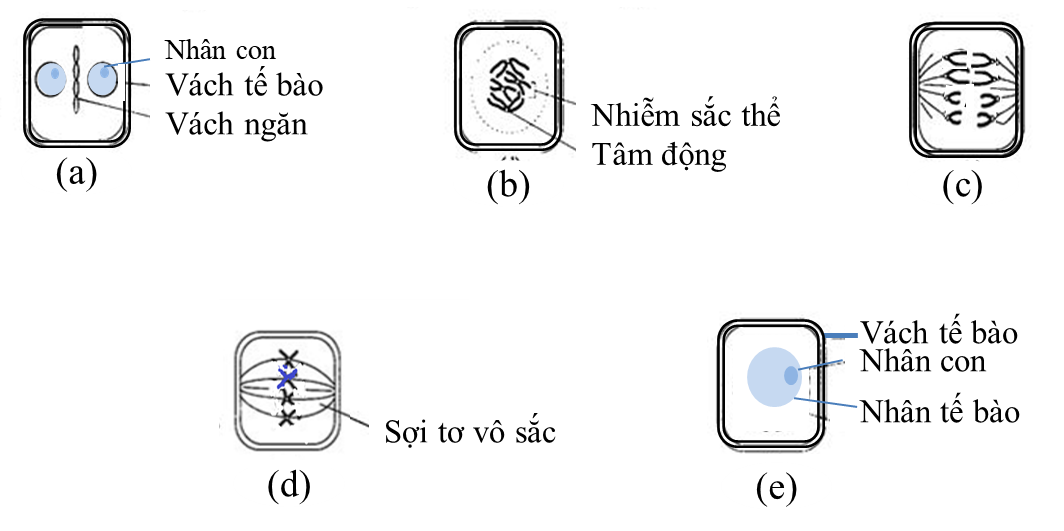 Nhân con
Vách tế bào
Vách ngăn
(a)
Nhiễm sắc thể
Tâm động
(b)
(c)
Sợi tơ vô sắc
(d)
Vách tế bào
Nhân con
Nhân tế bào
(e)